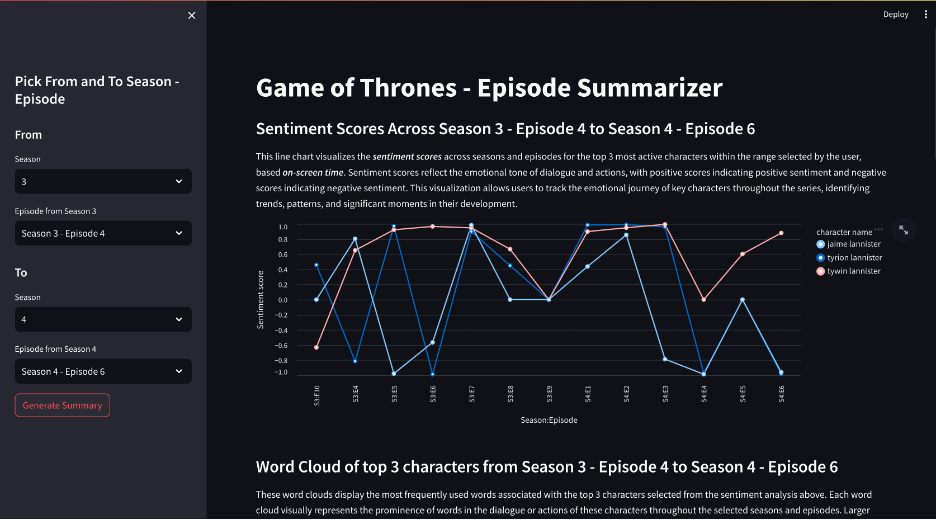 Deploy
Pick From and To Season -
Episode
From
Season
3
Episode from Season 3
Season 3 - Episode 4
To
Season
4
Episode from Season 4
Season 4 - Episode 6
Generate Summary
Game of Thrones - Episode Summarizer
Sentiment Scores Across Season 3 - Episode 4 to Season 4 - Episode 6
This line chart visualizes the sentiment scores across seasons and episodes for the top 3 most active characters within the range selected by the user,
based on-screen time. Sentiment scores reflect the emotional tone of dialogue and actions, with positive scores indicating positive sentiment and negative
scores indicating negative sentiment. This visualization allows users to track the emotional journey of key characters throughout the series, identifying
trends, patterns, and significant moments in their development.
Sentiment score
1.0
0.8
0.6
0.4
0.2
0.0
−0.2
−0.4
−0.6
−0.8
−1.0
S3:E10
S3:E4
S3:E5
S3:E6
S3:E7
S3:E8
S3:E9
S4:E1
S4:E2
S4:E3
S4:E4
S4:E5
S4:E6
Season:Episode
character name
jaime lannister
tyrion lannister
tywin lannister
Word Cloud of top 3 characters from Season 3 - Episode 4 to Season 4 - Episode 6
These word clouds display the most frequently used words associated with the top 3 characters selected from the sentiment analysis above. Each word
cloud visually represents the prominence of words in the dialogue or actions of these characters throughout the selected seasons and episodes. Larger